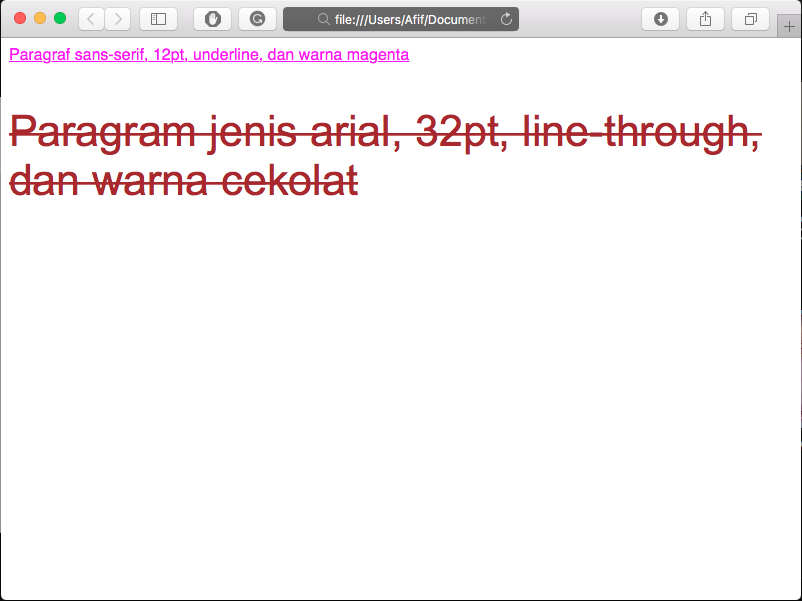 file:///Users/Afif/Document
Paragraf sans-serif, 12pt, underline, dan warna magenta
Paragram jenis arial, 32pt, line-through,
dan warna cekolat